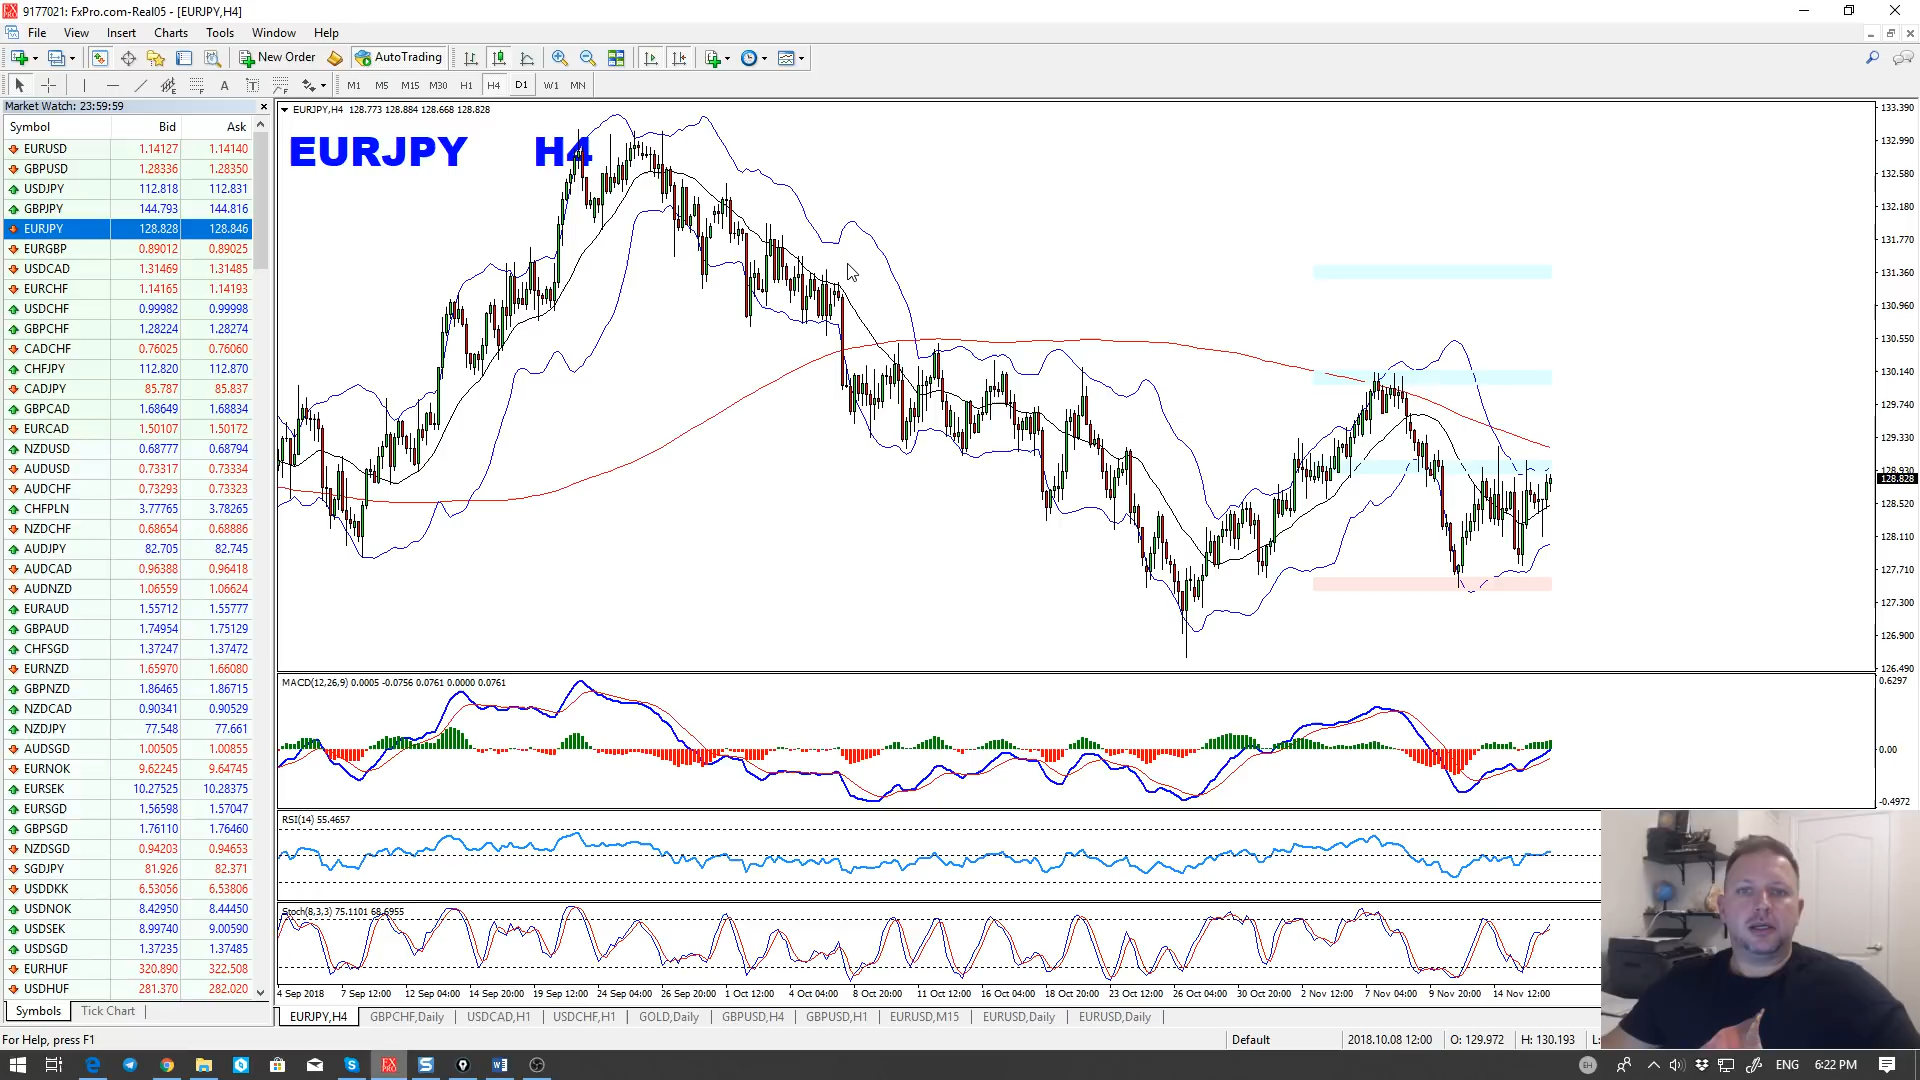 9177021: FxPro.com-Real05 - [EURJPY,H4]
File View Insert Charts Tools Window Help
New Order AutoTrading
A T M1 M5 M15 M30 H1 H4 D1 W1 MN
Market Watch: 23:59:59
Symbol Bid Ask
EURUSD 1.14127 1.14140
GBPUSD 1.28336 1.28350
USDJPY 112.818 112.831
GBPJPY 144.793 144.816
EURJPY 128.828 128.846
EURGBP 0.89012 0.89025
USDCAD 1.31469 1.31485
EURCHF 1.14165 1.14193
USDCHF 0.99982 0.99998
GBPCHF 1.28224 1.28274
CADCHF 0.76025 0.76060
CHFJPY 112.820 112.870
CADJPY 85.787 85.837
GBPCAD 1.68649 1.68834
EURCAD 1.50107 1.50172
NZDUSD 0.68777 0.68794
AUDUSD 0.73317 0.73334
AUDCHF 0.73293 0.73323
CHFPLN 3.77765 3.78265
NZDCHF 0.68654 0.68886
AUDJPY 82.705 82.745
AUDCAD 0.96388 0.96418
AUDNZD 1.06559 1.06624
EURAUD 1.55712 1.55777
GBPAUD 1.74954 1.75129
CHFSGD 1.37247 1.37472
EURNZD 1.65970 1.66080
GBPNZD 1.86465 1.86715
NZDCAD 0.90341 0.90529
NZDJPY 77.548 77.661
AUDSGD 1.00505 1.00855
EURNOK 9.62245 9.64745
EURSEK 10.27525 10.28375
EURSGD 1.56598 1.57047
GBPSGD 1.76110 1.76460
NZDSGD 0.94203 0.94653
SGDJPY 81.926 82.371
USDDKK 6.53056 6.53806
USDNOK 8.42950 8.44450
USDSEK 8.99740 9.00590
USDSGD 1.37235 1.37485
EURHUF 320.890 322.508
USDHUF 281.370 282.020
Symbols Tick Chart
EURJPY,H4 128.773 128.884 128.668 128.828
EURJPY H4
133.390
132.990
132.580
132.180
131.770
131.360
130.960
130.550
130.140
129.740
129.330
128.930
128.828
128.520
128.110
127.710
127.300
126.900
126.490
MACD(12,26,9) 0.0005 -0.0756 0.0761 0.0000 0.0761
0.6297
0.00
-0.4972
RSI(14) 55.4657
Stoch(8,3,3) 75.1101 68.6955
4 Sep 2018 7 Sep 12:00 12 Sep 04:00 14 Sep 20:00 19 Sep 12:00 24 Sep 04:00 26 Sep 20:00 1 Oct 12:00 4 Oct 04:00 8 Oct 20:00 11 Oct 12:00 16 Oct 04:00 18 Oct 20:00 23 Oct 12:00 26 Oct 04:00 30 Oct 20:00 2 Nov 12:00 7 Nov 04:00 9 Nov 20:00 14 Nov 12:00
EURJPY,H4 GBPCHF,Daily USDCAD,H1 USDCHF,H1 GOLD,Daily GBPUSD,H4 GBPUSD,H1 EURUSD,M15 EURUSD,Daily EURUSD,Daily
For Help, press F1 Default 2018.10.08 12:00 O: 129.972 H: 130.193 L:
ENG 6:22 PM